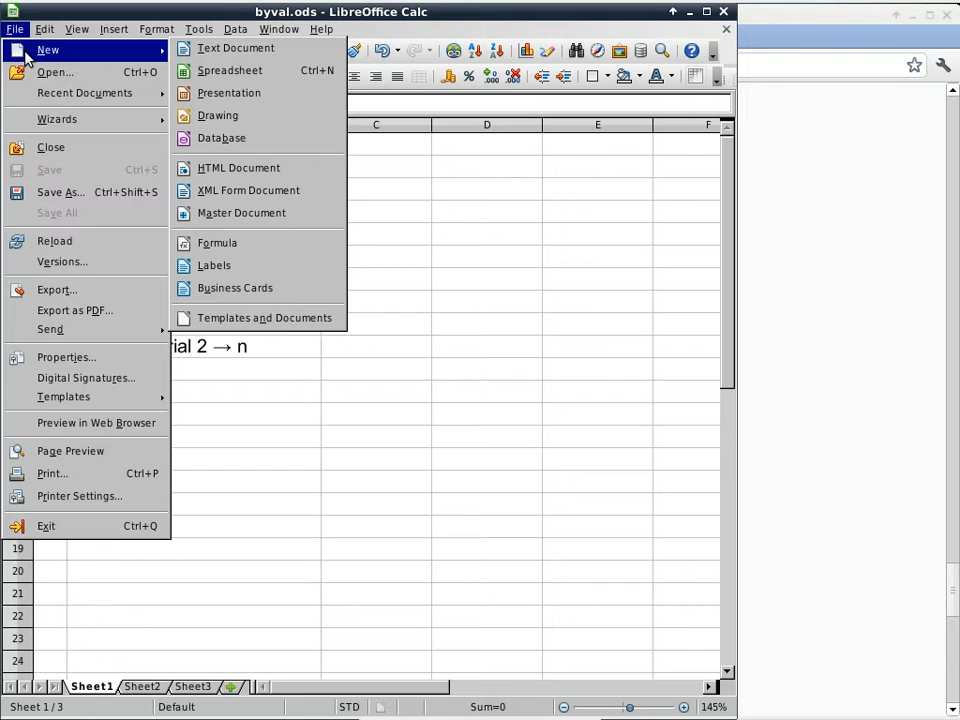 byval.ods - LibreOffice Calc
File Edit View Insert Format Tools Data Window Help
New
Open... Ctrl+O
Recent Documents
Wizards
Close
Save Ctrl+S
Save As... Ctrl+Shift+S
Save All
Reload
Versions...
Export...
Export as PDF...
Send
Properties...
Digital Signatures...
Templates
Preview in Web Browser
Page Preview
Print... Ctrl+P
Printer Settings...
Exit Ctrl+Q
Text Document
Spreadsheet Ctrl+N
Presentation
Drawing
Database
HTML Document
XML Form Document
Master Document
Formula
Labels
Business Cards
Templates and Documents
C D E F
rial 2 → n
19
20
21
22
23
24
Sheet1 Sheet2 Sheet3
Sheet 1 / 3 Default STD Sum=0 145%